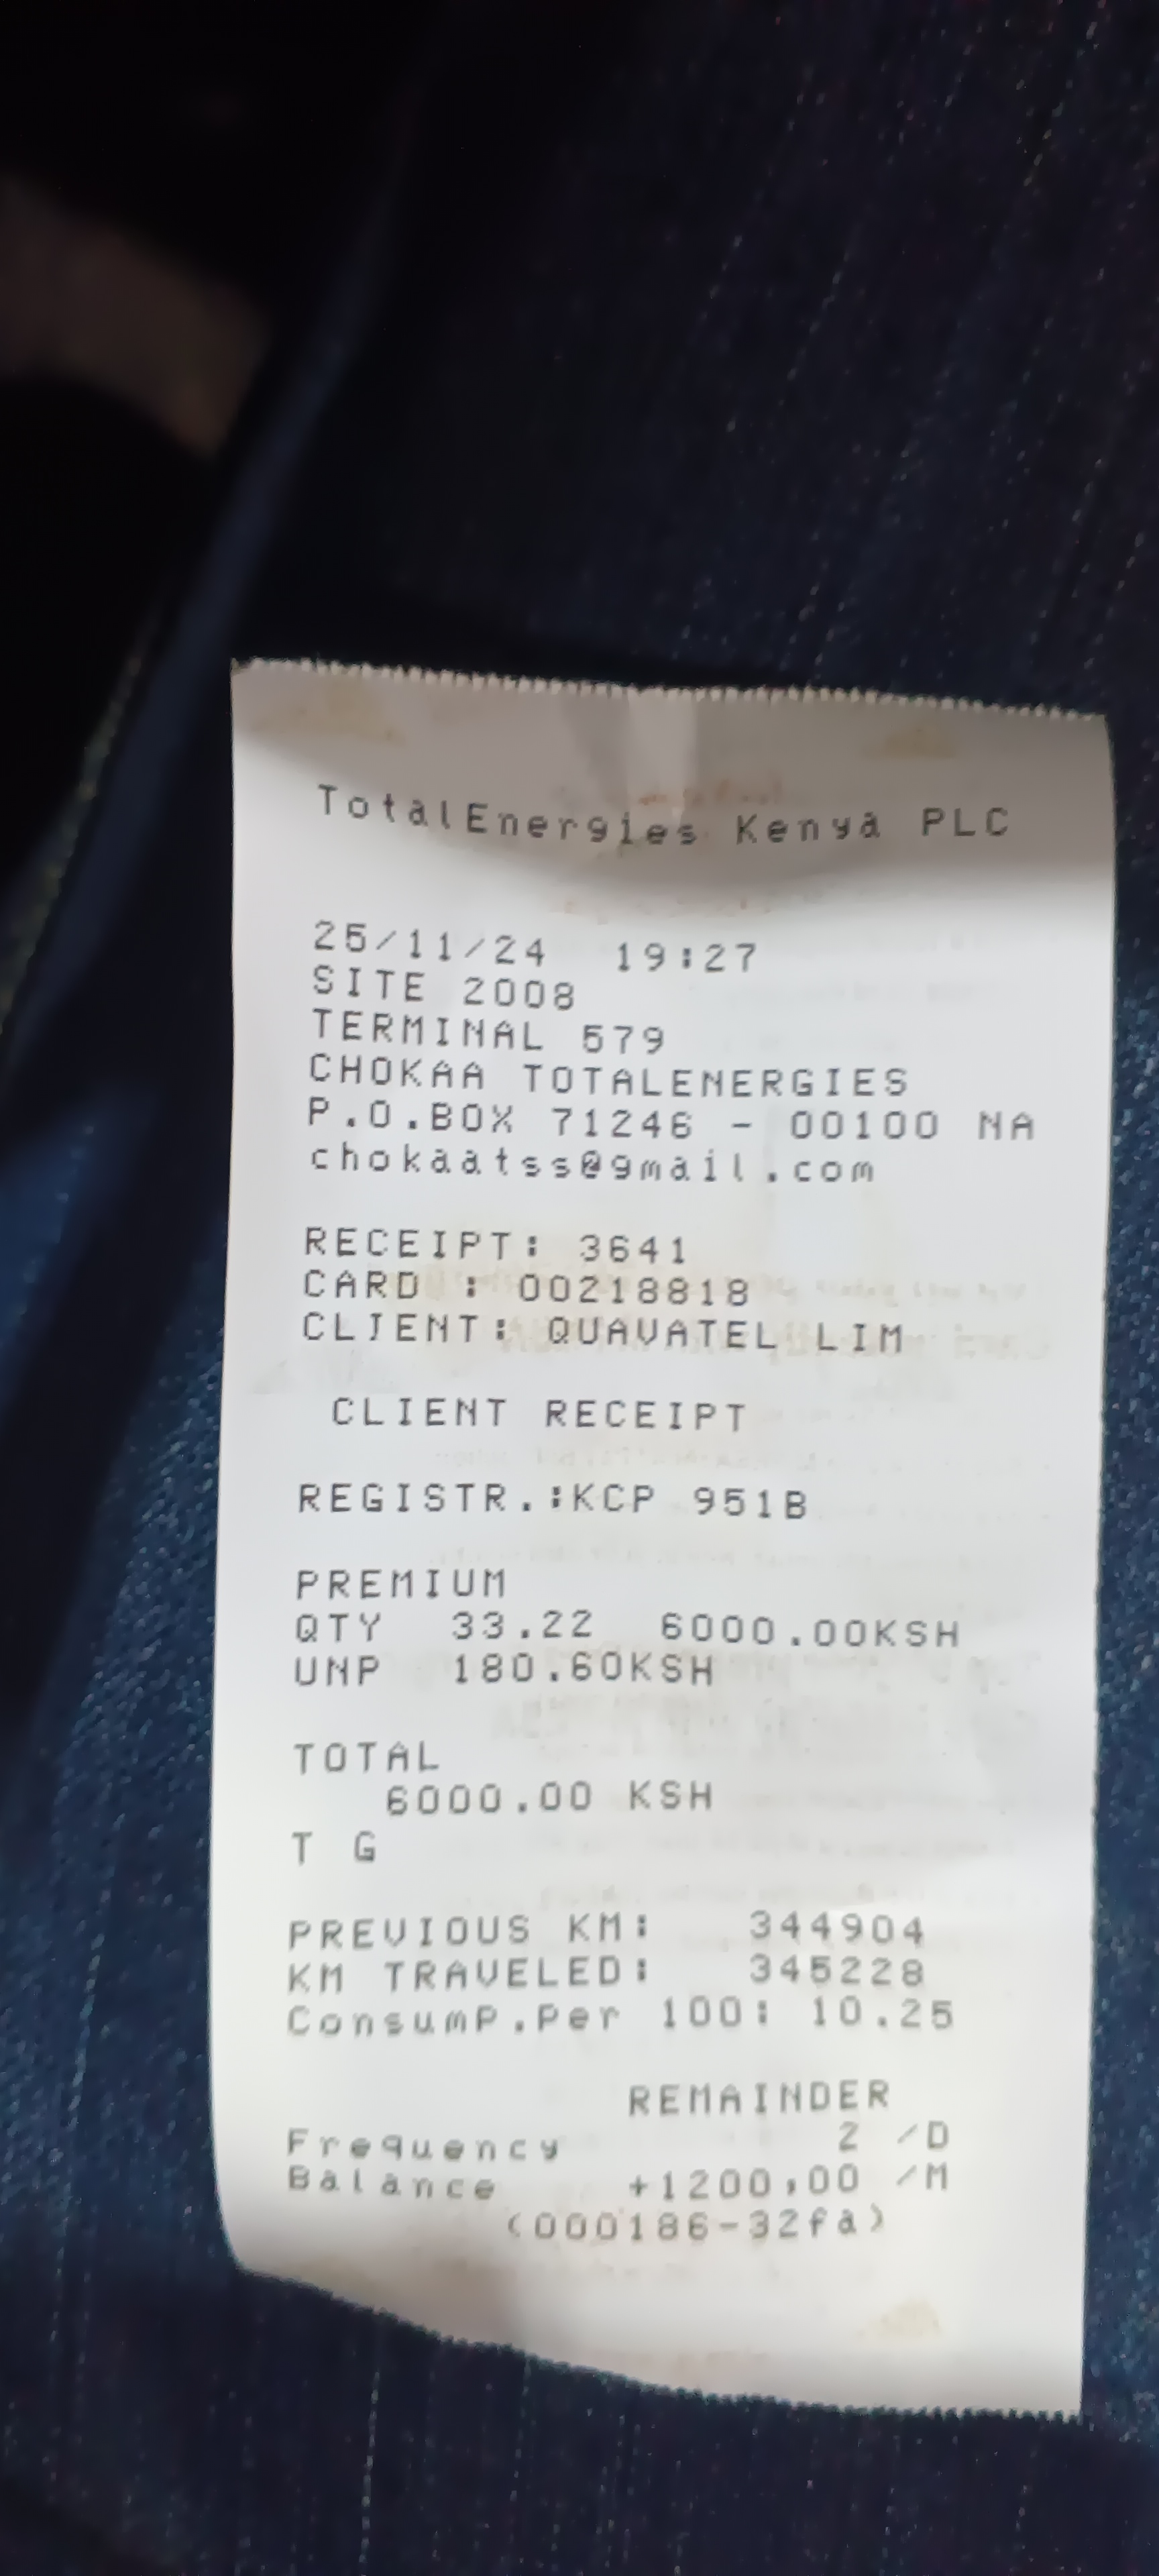 TotalEnergies Kenya PLC
25/11/24 19:27
SITE 2008
TERMINAL 579
CHOKAA TOTALENERGIES
P.O.BOX 71246 - 00100 NA
chokaatss@gmail.com
RECEIPT: 3641
CARD : 00218818
CLIENT: QUAVATEL LIM
CLIENT RECEIPT
REGISTR.:KCP 951B
PREMIUM
QTY 33.22 6000.00KSH
UNP 180.60KSH
TOTAL
6000.00 KSH
T G
PREVIOUS KM: 344904
KM TRAVELED: 345228
Consump.Per 100: 10.25
REMAINDER
Frequency 2 /D
Balance +1200,00 /M
(000186-32fa)